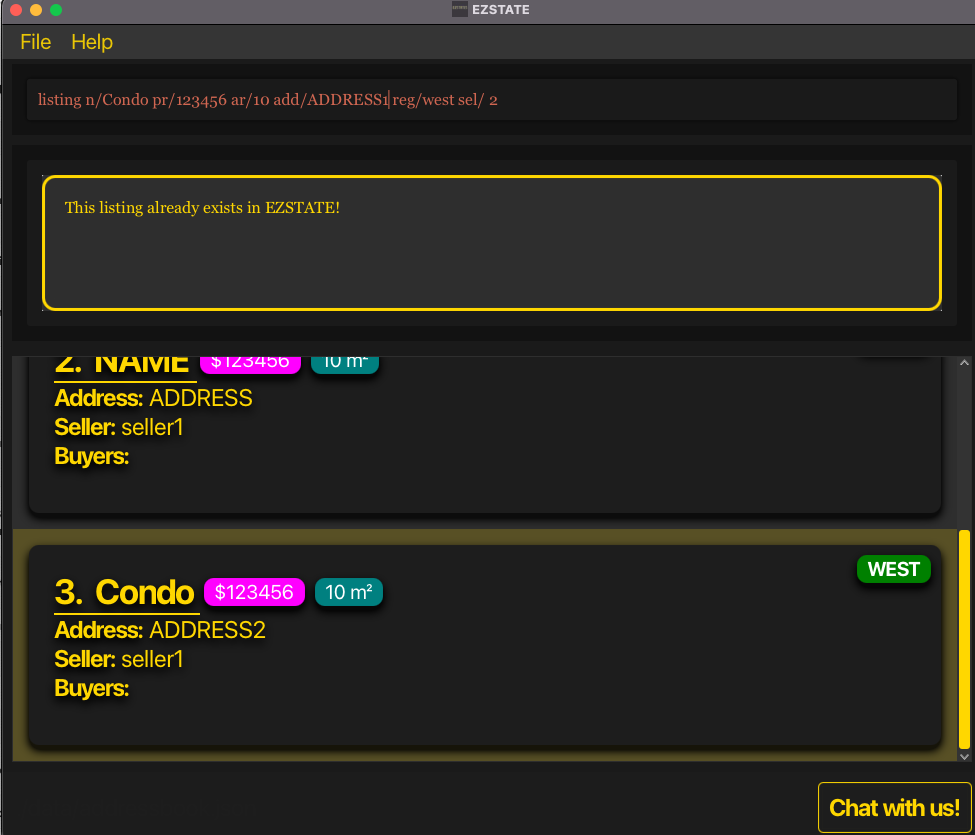 EZSTATE
File Help
listing n/Condo pr/123456 ar/10 add/ADDRESS1 reg/west sel/ 2
This listing already exists in EZSTATE!
2. NAME $123456 10 m²
Address: ADDRESS
Seller: seller1
Buyers:
WEST
3. Condo $123456 10 m²
Address: ADDRESS2
Seller: seller1
Buyers:
Chat with us!